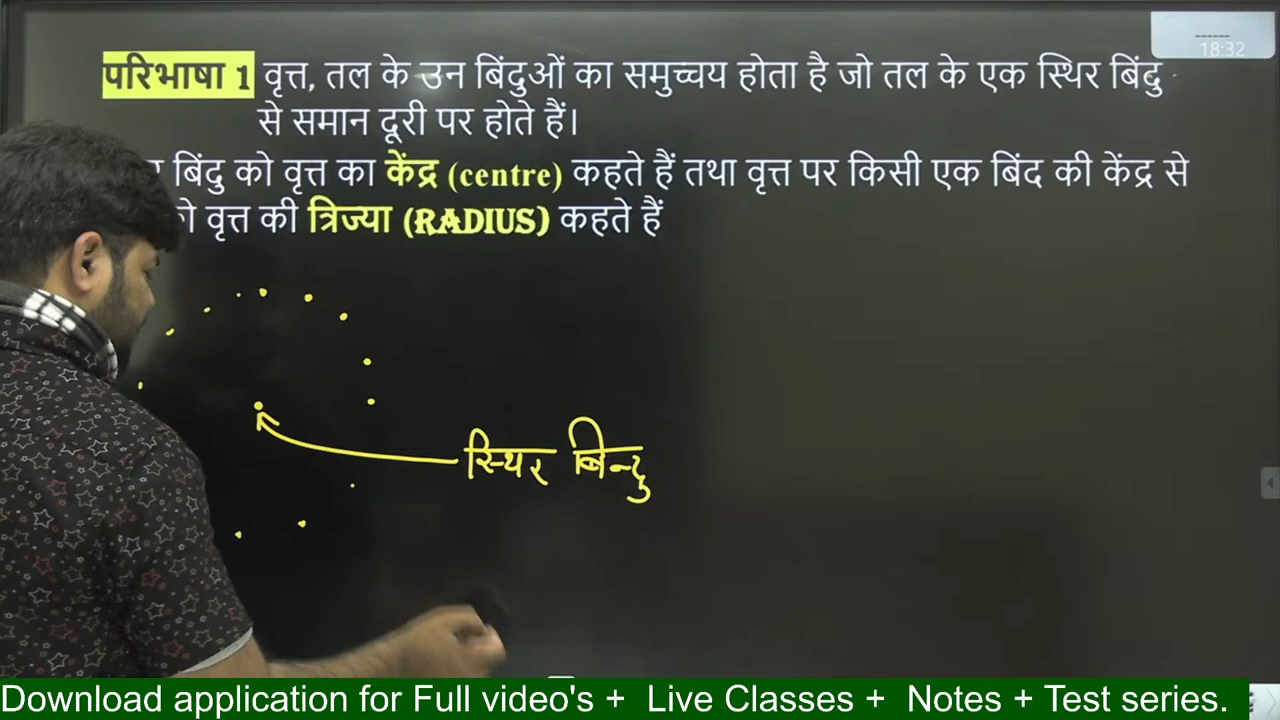 18:32
परिभाषा 1 वृत्त, तल के उन बिंदुओं का समुच्चय होता है जो तल के एक स्थिर बिंदु
से समान दूरी पर होते हैं।
बिंदु को वृत्त का केंद्र (centre) कहते हैं तथा वृत्त पर किसी एक बिंद की केंद्र से
वृत्त की त्रिज्या (RADIUS) कहते हैं
स्थिर बिन्दु
Download application for Full video's + Live Classes + Notes + Test series.